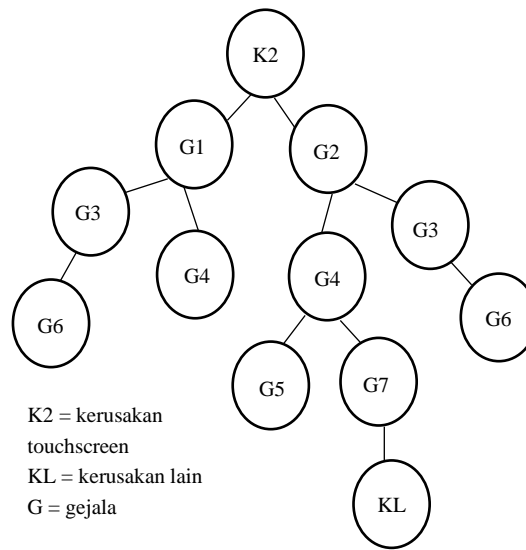 K2
G1
G2
G3
G3
G4
G4
G6
G6
G5
G7
KL
K2 = kerusakan
touchscreen
KL = kerusakan lain
G = gejala